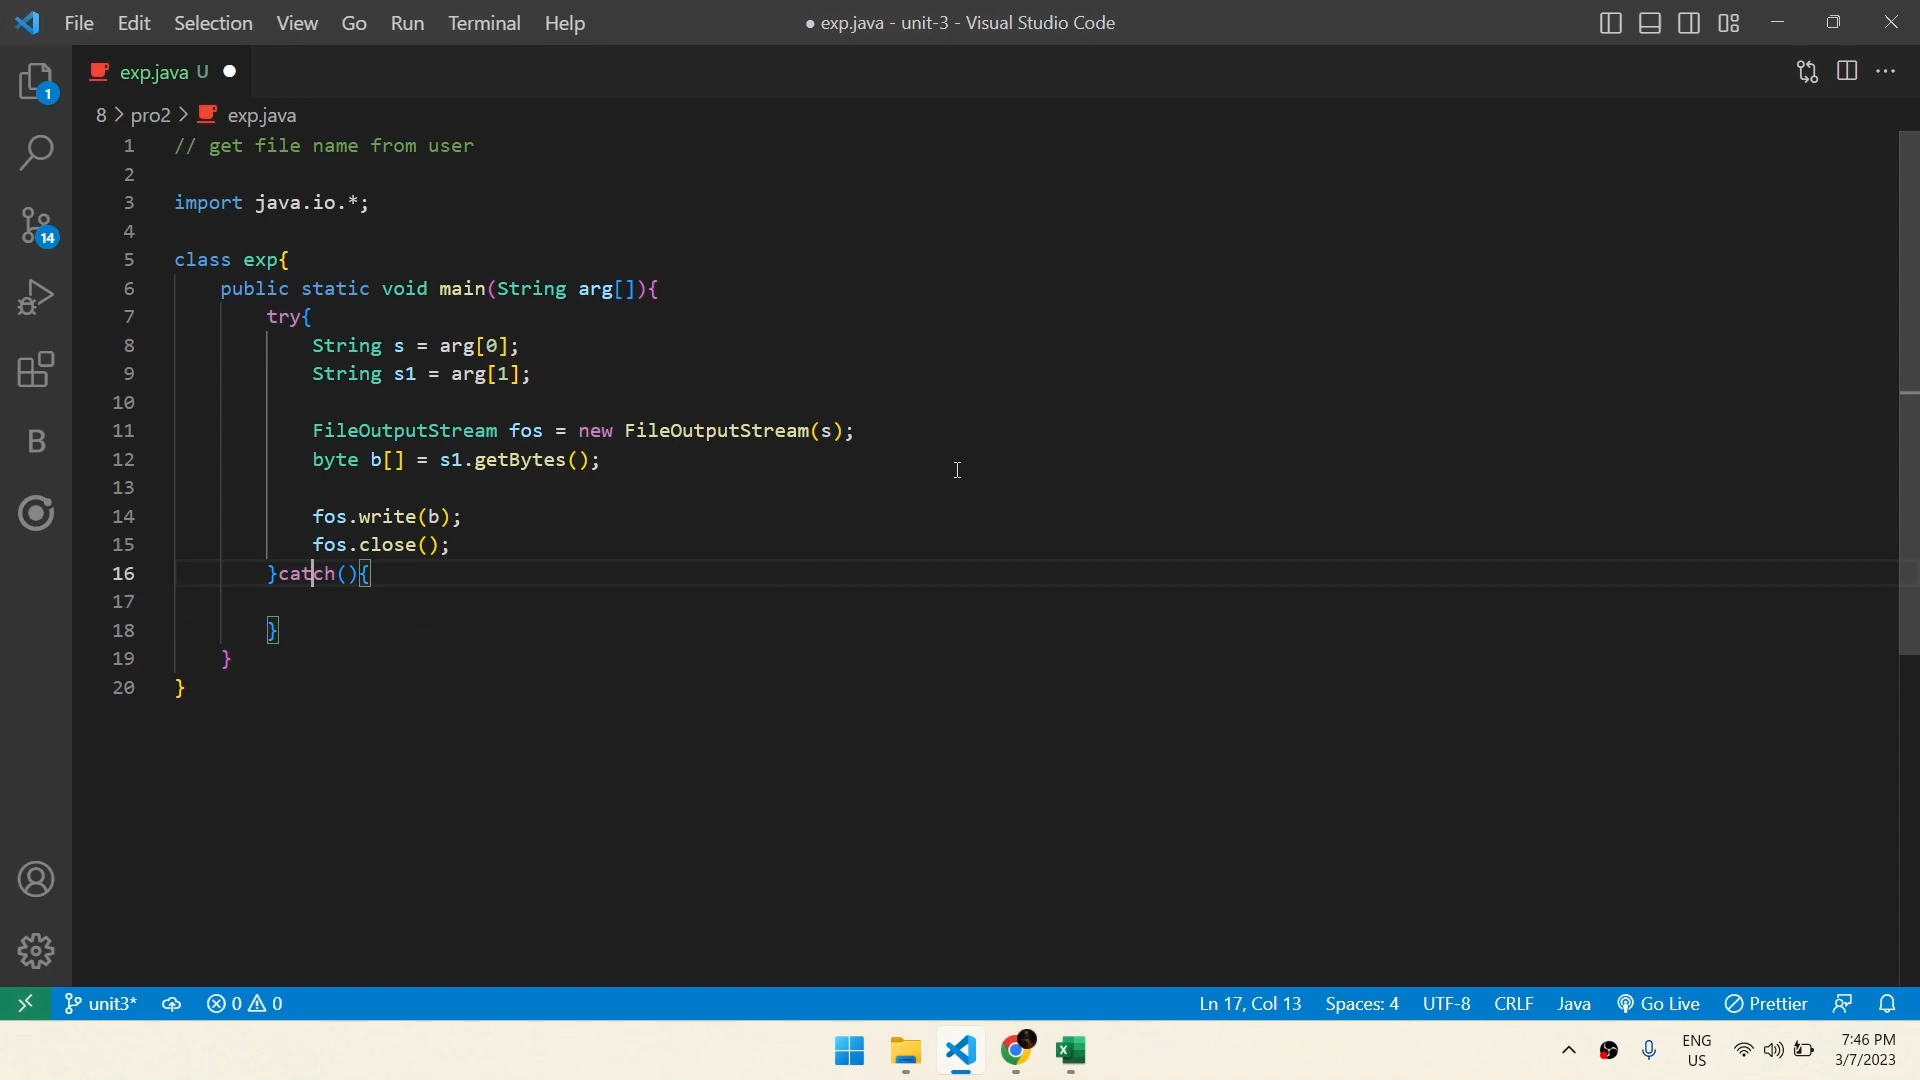 File Edit Selection View Go Run Terminal Help
● exp.java - unit-3 - Visual Studio Code
exp.java U ●
8 > pro2 > exp.java
1 // get file name from user
2
3 import java.io.*;
4
5 class exp{
6 public static void main(String arg[]){
7 try{
8 String s = arg[0];
9 String s1 = arg[1];
10
11 FileOutputStream fos = new FileOutputStream(s);
12 byte b[] = s1.getBytes();
13
14 fos.write(b);
15 fos.close();
16 }catch(){
17
18 }
19 }
20 }
1
14
B
unit3* 0 0 Ln 17, Col 13 Spaces: 4 UTF-8 CRLF Java Go Live Prettier
ENG
US
7:46 PM
3/7/2023